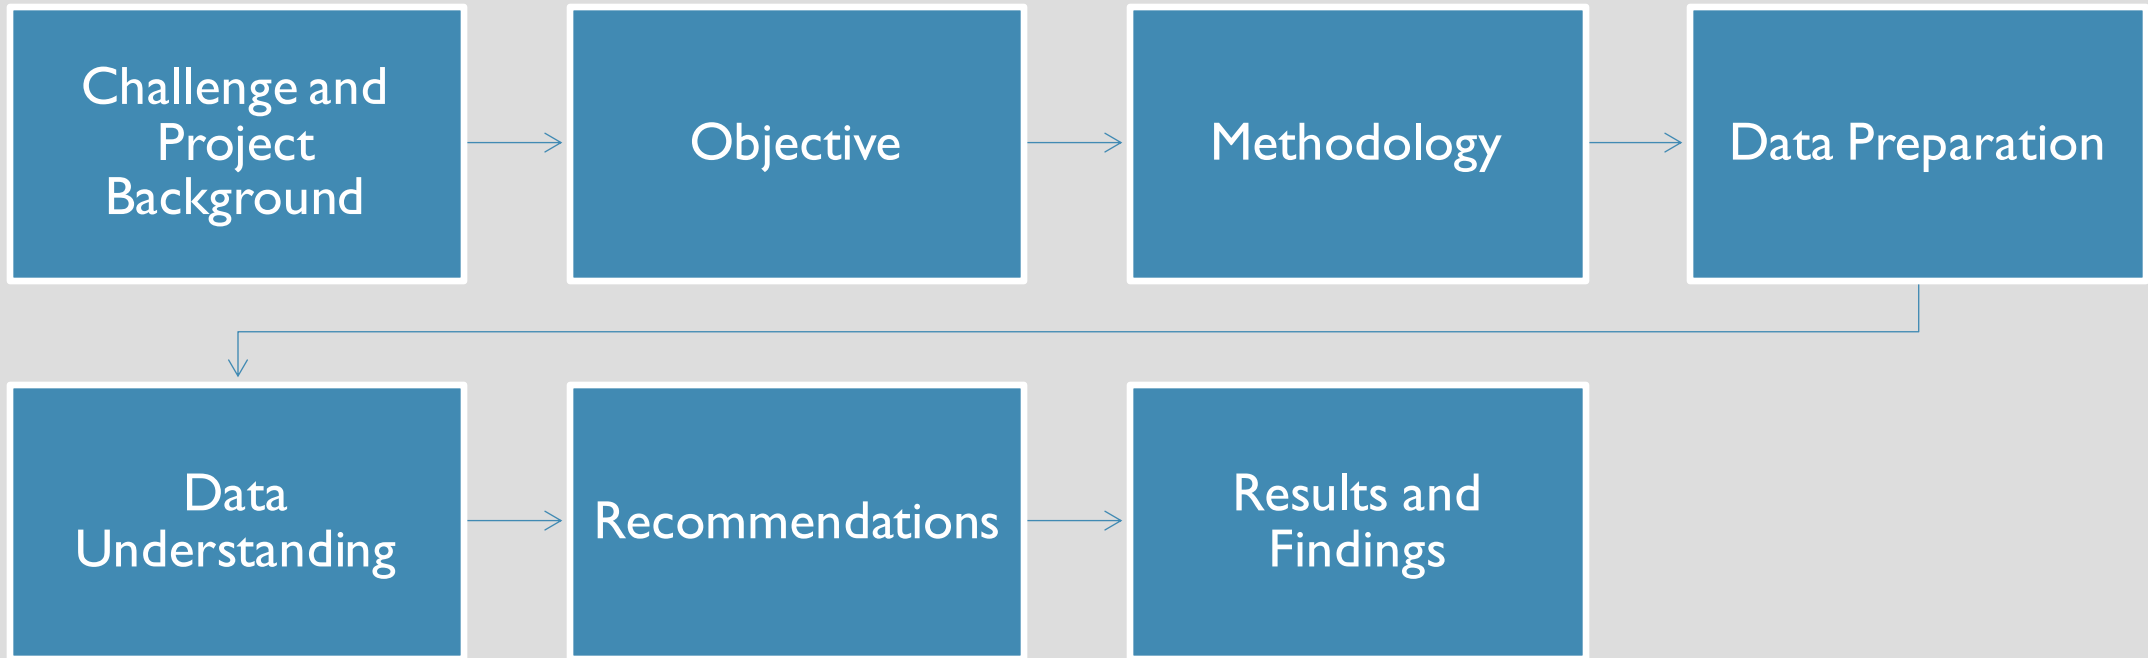 Challenge and
Project
Background
Objective
Methodology
Data Preparation
Data
Understanding
Recommendations
Results and
Findings